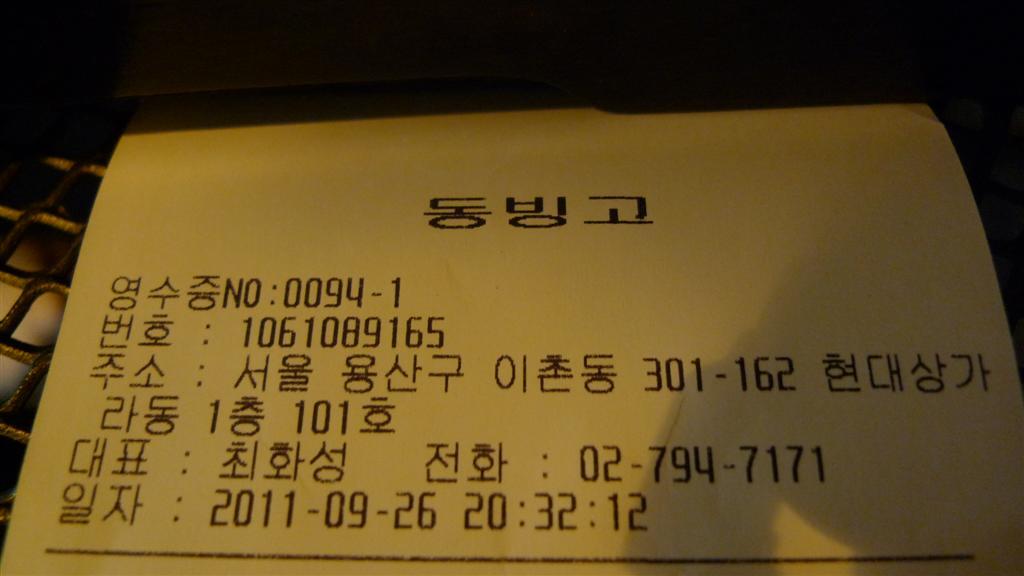 동빙고
영수증NO:0094-1
번호 : 1061089165
주소 : 서울 용산구 이촌동 301-162 현대상가
라동 1층 101호
대표 : 최화성 전화 : 02-794-7171
일자 : 2011-09-26 20:32:12